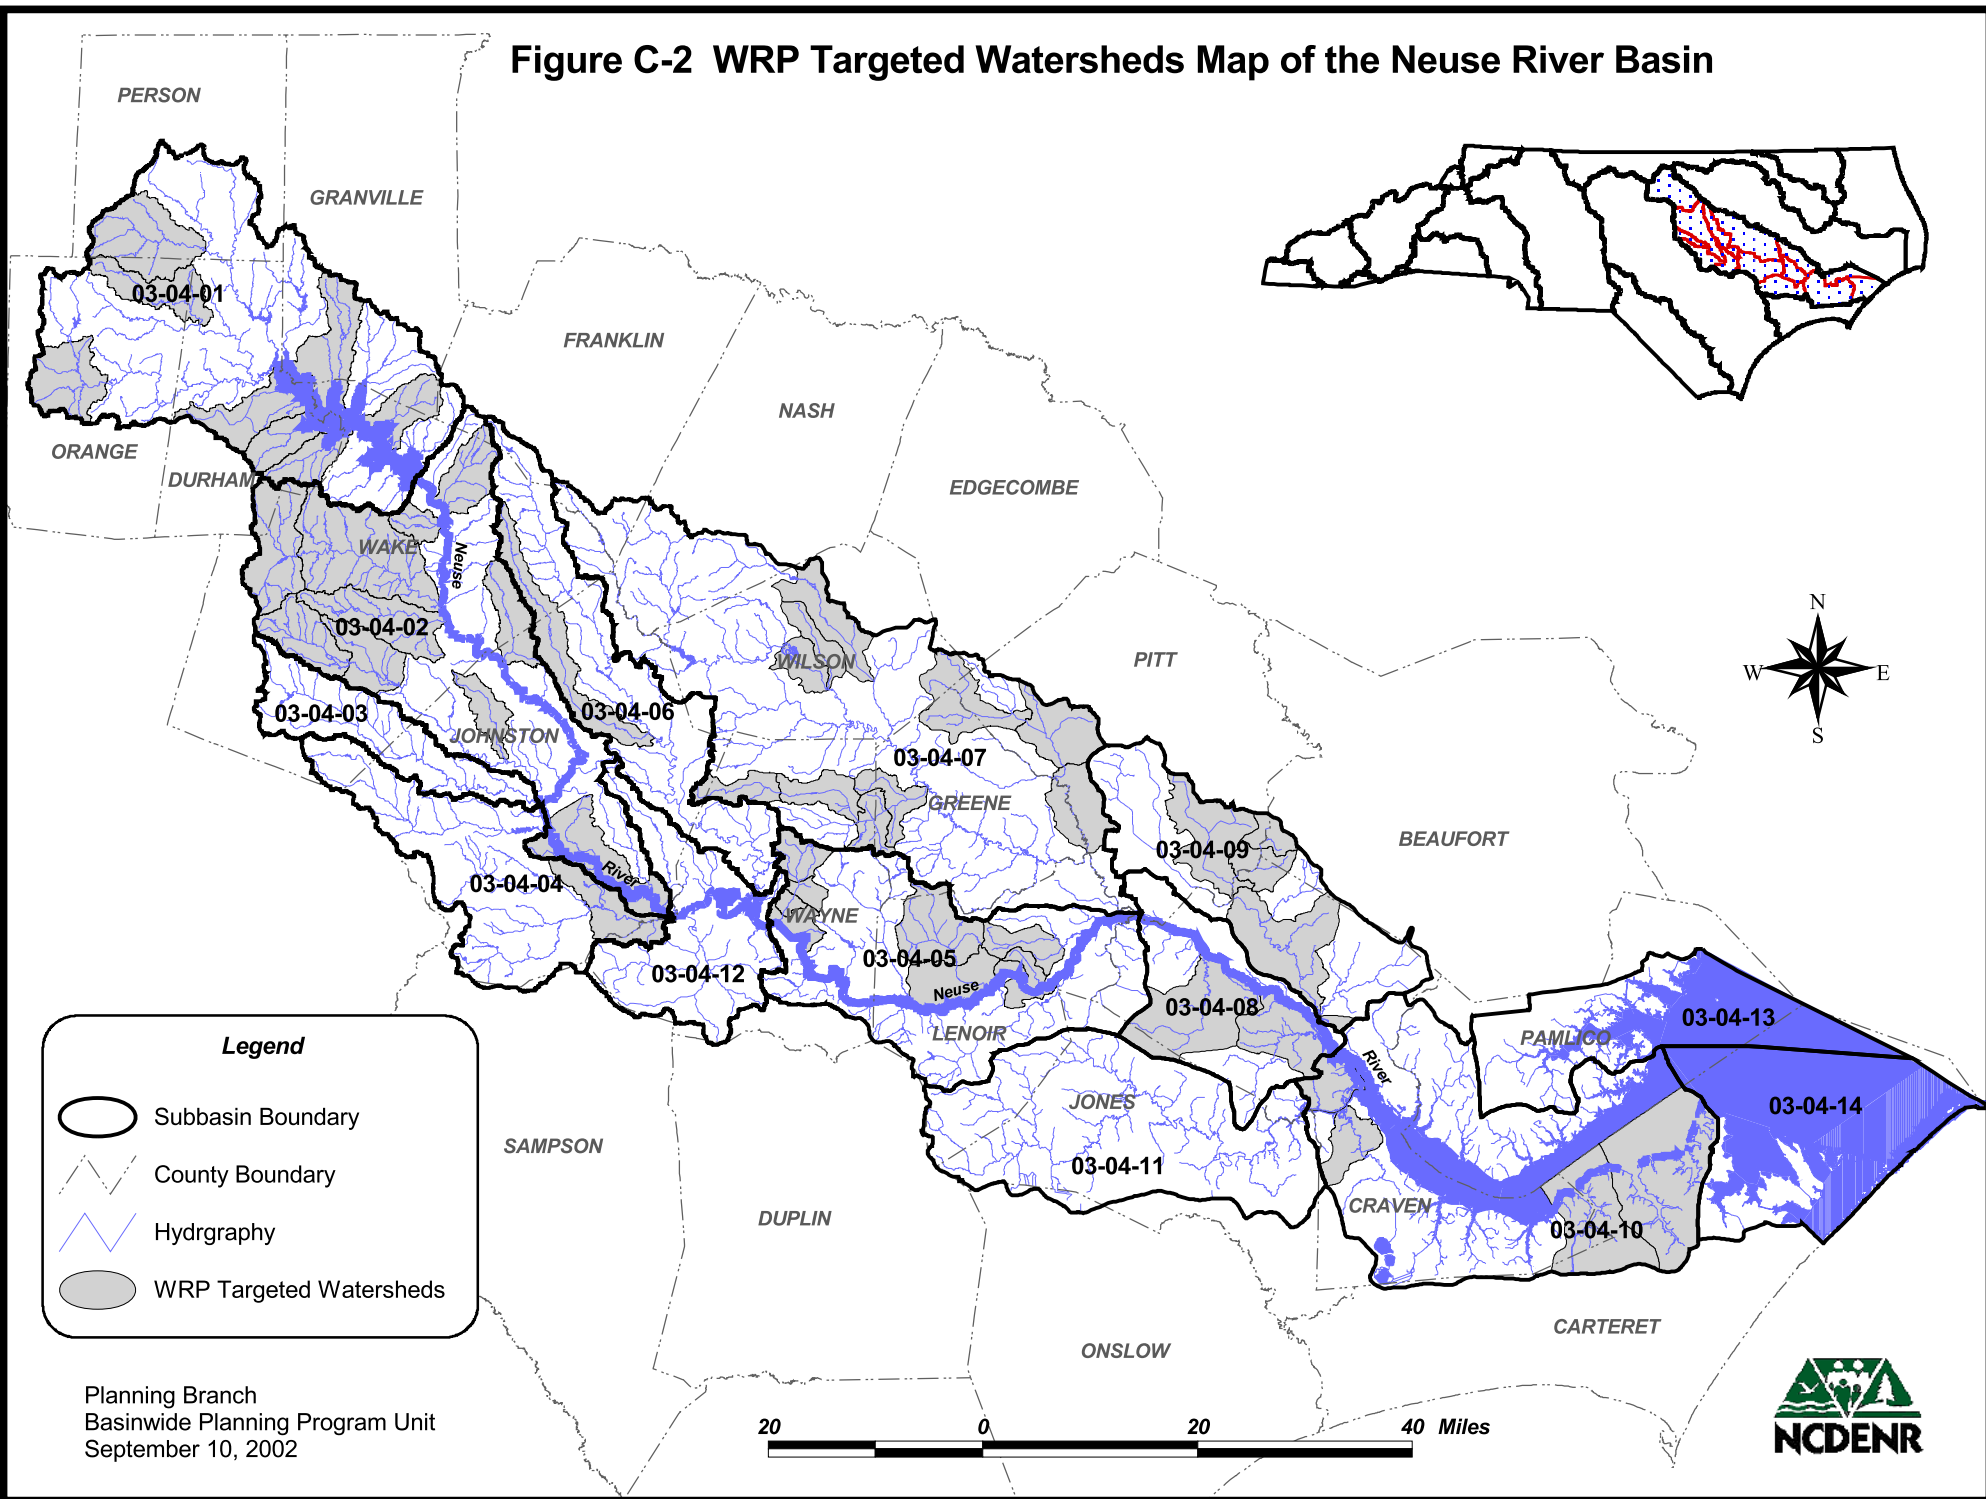 Figure C-2 WRP Targeted Watersheds Map of the Neuse River Basin
PERSON
GRANVILLE
FRANKLIN
NASH
EDGECOMBE
ORANGE
DURHAM
WAKE
Neuse
WILSON
PITT
JOHNSTON
GREENE
BEAUFORT
WAYNE
River
Neuse
LENOIR
JONES
River
PAMLICO
CRAVEN
SAMPSON
DUPLIN
ONSLOW
CARTERET
03-04-01
03-04-02
03-04-03
03-04-06
03-04-07
03-04-09
03-04-04
03-04-12
03-04-05
03-04-08
03-04-13
03-04-14
03-04-11
03-04-10
N
W
E
S
Legend
Subbasin Boundary
County Boundary
Hydrgraphy
WRP Targeted Watersheds
Planning Branch
Basinwide Planning Program Unit
September 10, 2002
20 0 20 40 Miles
NCDENR